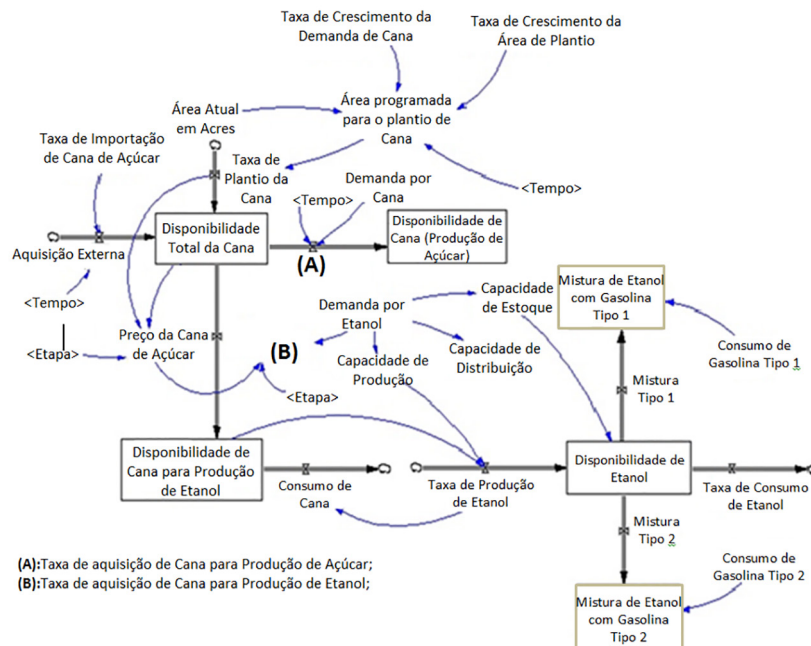 Taxa de Crescimento da
Demanda de Cana
Taxa de Crescimento da
Área de Plantio
Área Atual
em Acres
Área programada
para o plantio de
Cana
Taxa de Importação
de Cana de Açúcar
Taxa de
Plantio da
Cana
Demanda por
Cana
<Tempo>
<Tempo>
Disponibilidade
Total da Cana
Disponibilidade de
Cana (Produção de
Açúcar)
Aquisição Externa
(A)
<Tempo>
<Etapa>
Preço da Cana
de Açúcar
(B)
<Etapa>
Demanda por
Etanol
Capacidade
de Estoque
Capacidade de
Produção
Capacidade de
Distribuição
Mistura de Etanol
com Gasolina
Tipo 1
Consumo de
Gasolina Tipo 1
Mistura
Tipo 1
Disponibilidade de
Cana para Produção
de Etanol
Consumo de
Cana
Taxa de Produção
de Etanol
Disponibilidade de
Etanol
Taxa de Consumo
de Etanol
Mistura
Tipo 2
Consumo de
Gasolina Tipo 2
Mistura de Etanol
com Gasolina
Tipo 2
(A):Taxa de aquisição de Cana para Produção de Açúcar;
(B):Taxa de aquisição de Cana para Produção de Etanol;